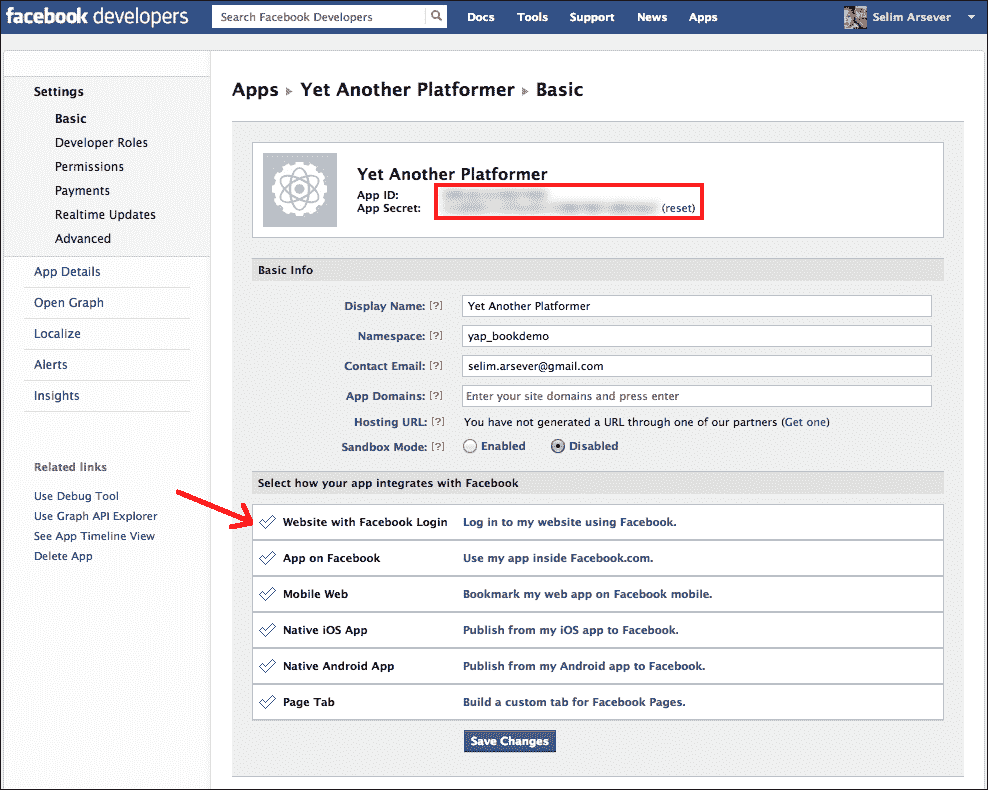 facebook developers
Search Facebook Developers
Docs Tools Support News Apps
Selim Arsever
Settings
Basic
Developer Roles
Permissions
Payments
Realtime Updates
Advanced
App Details
Open Graph
Localize
Alerts
Insights
Related links
Use Debug Tool
Use Graph API Explorer
See App Timeline View
Delete App
Apps ▸ Yet Another Platformer ▸ Basic
Yet Another Platformer
App ID:
App Secret: (reset)
Basic Info
Display Name: [?] Yet Another Platformer
Namespace: [?] yap_bookdemo
Contact Email: [?] selim.arsever@gmail.com
App Domains: [?] Enter your site domains and press enter
Hosting URL: [?] You have not generated a URL through one of our partners (Get one)
Sandbox Mode: [?] Enabled Disabled
Select how your app integrates with Facebook
Website with Facebook Login Log in to my website using Facebook.
App on Facebook Use my app inside Facebook.com.
Mobile Web Bookmark my web app on Facebook mobile.
Native iOS App Publish from my iOS app to Facebook.
Native Android App Publish from my Android app to Facebook.
Page Tab Build a custom tab for Facebook Pages.
Save Changes